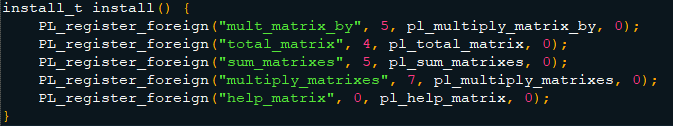 install_t install() {
    PL_register_foreign("mult_matrix_by", 5, pl_multiply_matrix_by, 0);
    PL_register_foreign("total_matrix", 4, pl_total_matrix, 0);
    PL_register_foreign("sum_matrixes", 5, pl_sum_matrixes, 0);
    PL_register_foreign("multiply_matrixes", 7, pl_multiply_matrixes, 0);
    PL_register_foreign("help_matrix", 0, pl_help_matrix, 0);
}